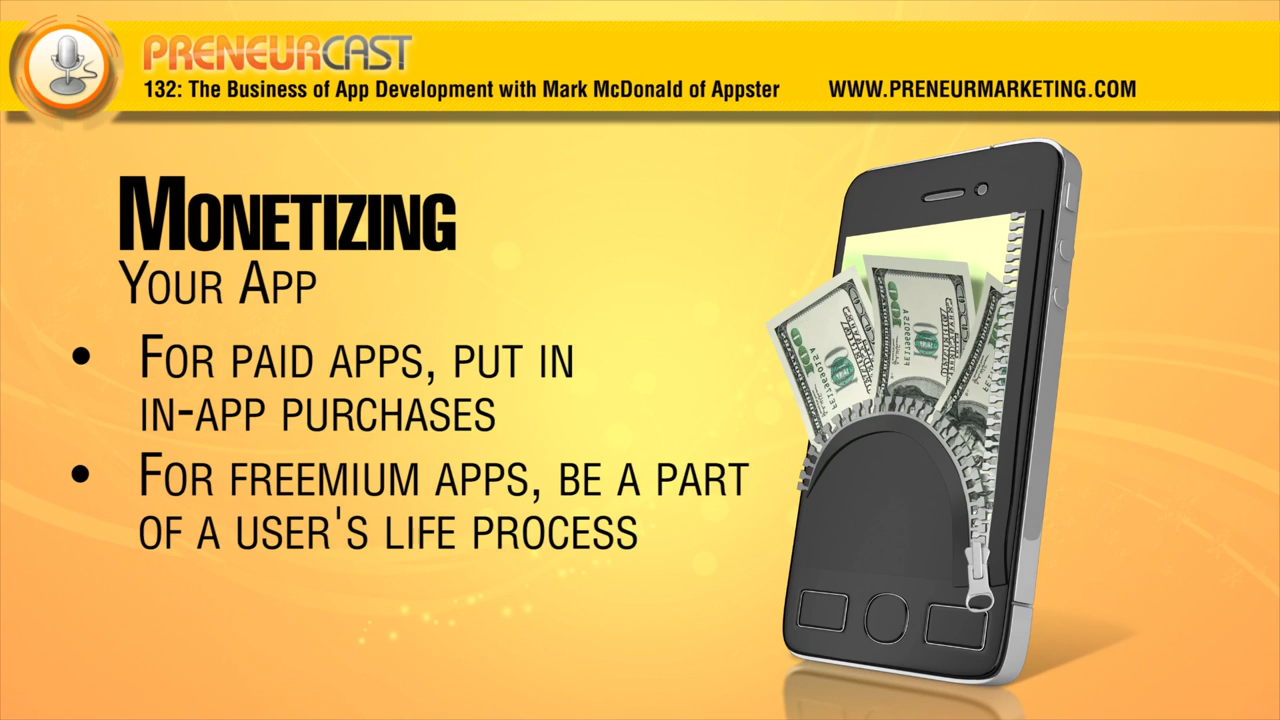 PRENEURCAST
132: The Business of App Development with Mark McDonald of Appster
WWW.PRENEURMARKETING.COM
MONETIZING
YOUR APP
• FOR PAID APPS, PUT IN
IN-APP PURCHASES
• FOR FREEMIUM APPS, BE A PART
OF A USER'S LIFE PROCESS